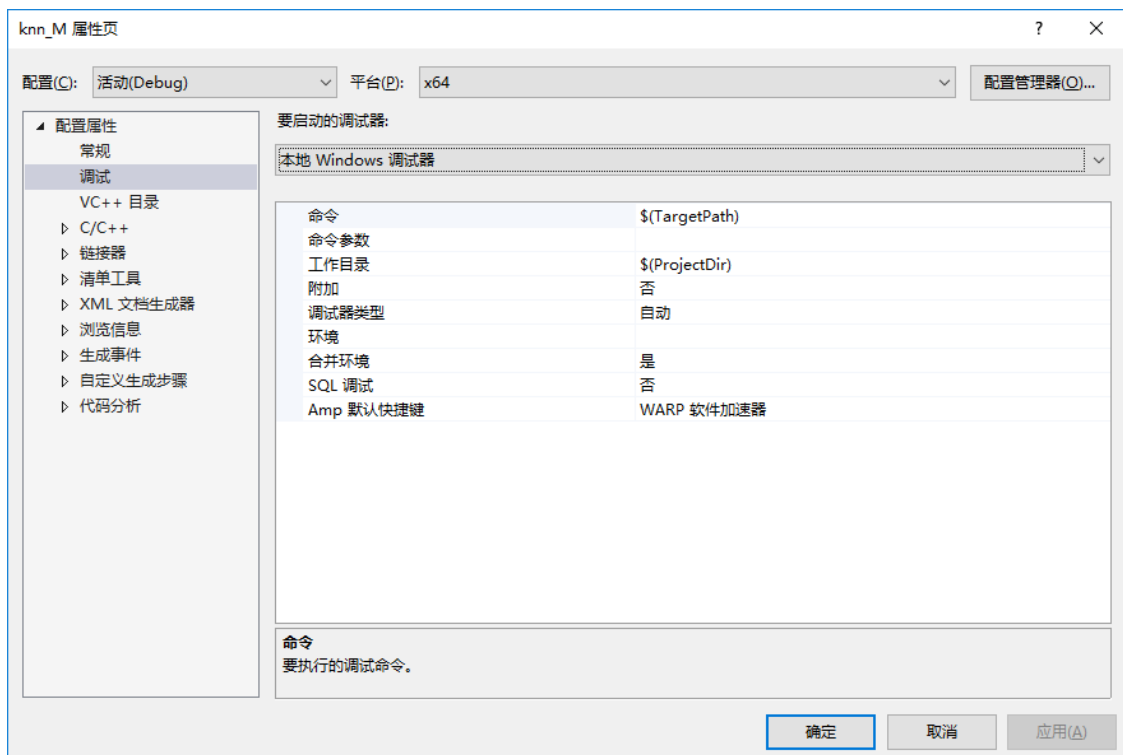 knn_M 属性页
?
配置(C): 活动(Debug) 平台(P): x64 配置管理器(O)...
配置属性
常规
调试
VC++ 目录
C/C++
链接器
清单工具
XML 文档生成器
浏览信息
生成事件
自定义生成步骤
代码分析
要启动的调试器:
本地 Windows 调试器
命令 $(TargetPath)
命令参数
工作目录 $(ProjectDir)
附加 否
调试器类型 自动
环境
合并环境 是
SQL 调试 否
Amp 默认快捷键 WARP 软件加速器
命令
要执行的调试命令。
确定 取消 应用(A)